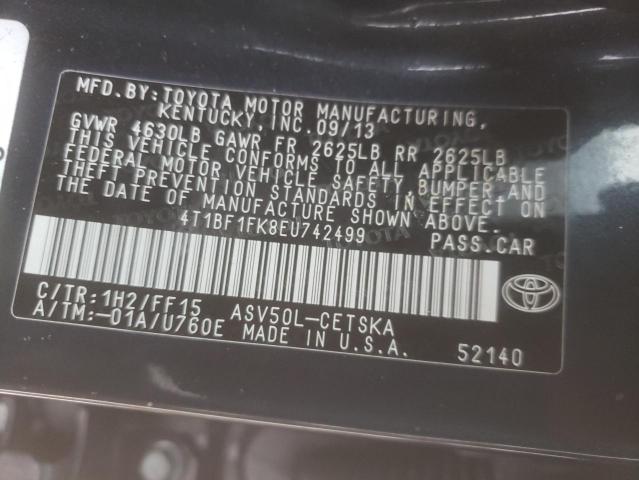 MFD.BY:TOYOTA MOTOR MANUFACTURING,
KENTUCKY, INC.09/13
GVWR 4630LB GAWR FR 2625LB RR 2625LB
THIS VEHICLE CONFORMS TO ALL APPLICABLE
FEDERAL MOTOR VEHICLE SAFETY,BUMPER AND
THEFT PREVENTION STANDARDS IN EFFECT ON
THE DATE OF MANUFACTURE SHOWN ABOVE.
4T1BF1FK8EU742499 PASS.CAR
C/TR:1H2/FF15 ASV50L-CETSKA
A/TM:-01A/U760E MADE IN U.S.A.
52140